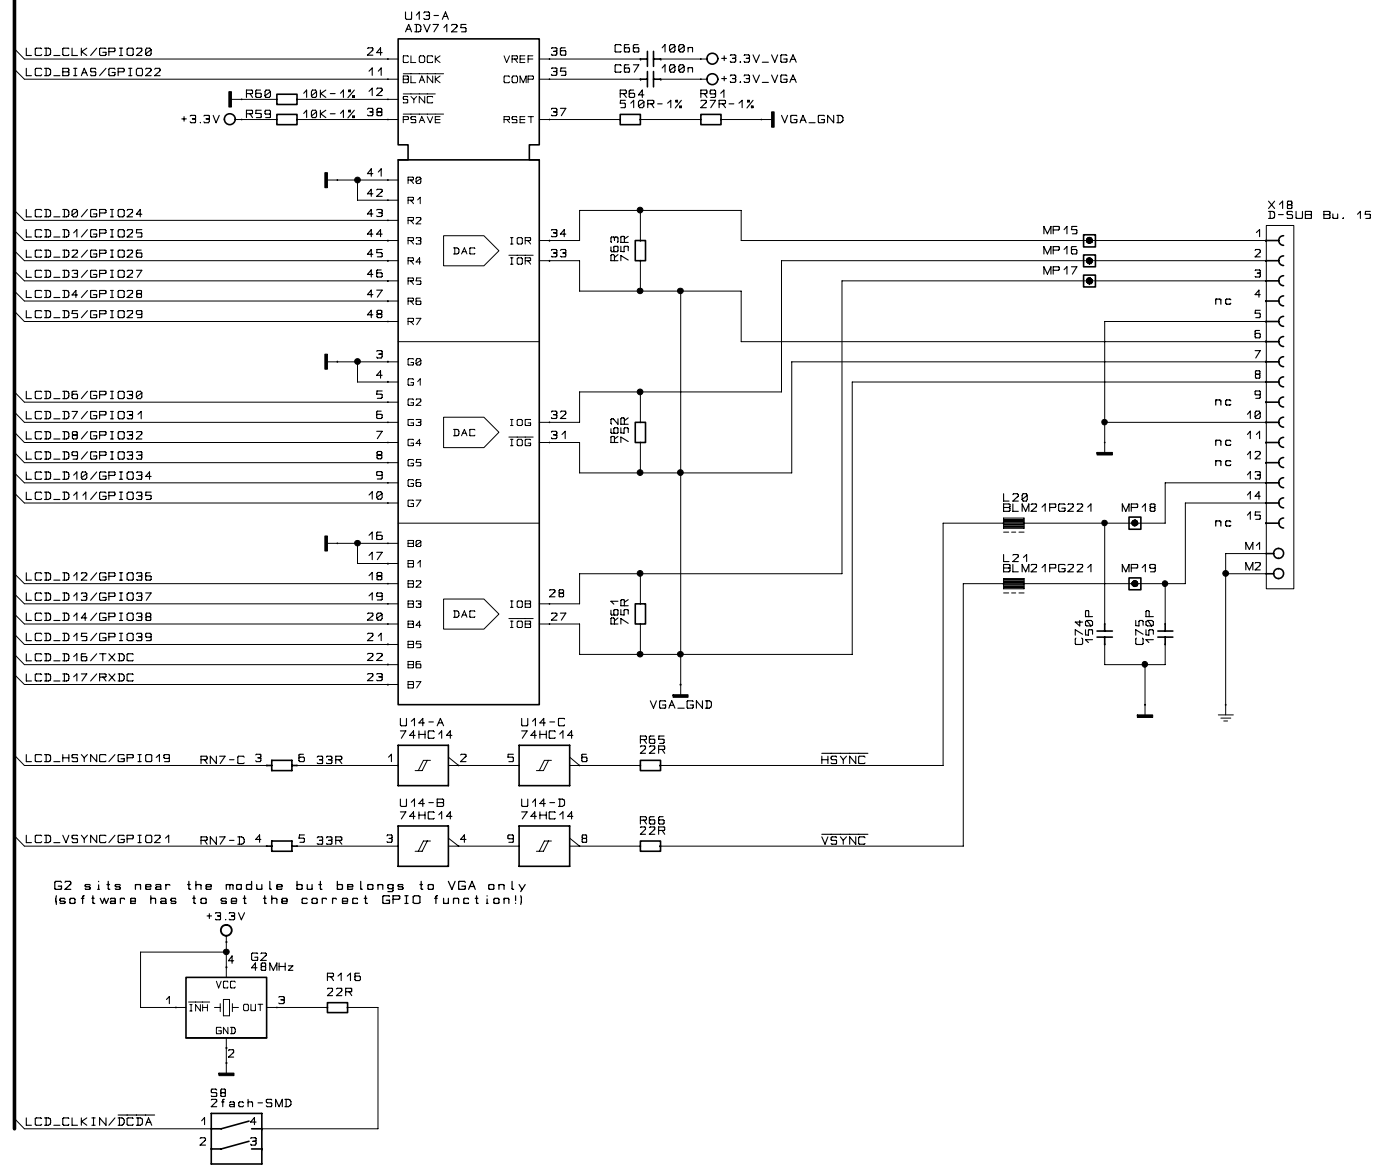 U13-A
ADV7125
LCD_CLK/GPIO20
24
CLOCK
VREF
36
C66
100n
+3.3V_VGA
LCD_BIAS/GPIO22
11
BLANK
COMP
35
C67
100n
+3.3V_VGA
R60
10K-1%
12
SYNC
R64
510R-1%
R91
27R-1%
+3.3V
R59
10K-1%
38
PSAVE
RSET
37
VGA_GND
41
R0
42
R1
LCD_D0/GPIO24
43
R2
LCD_D1/GPIO25
44
R3
LCD_D2/GPIO26
45
R4
LCD_D3/GPIO27
46
R5
LCD_D4/GPIO28
47
R6
LCD_D5/GPIO29
48
R7
DAC
IOR
34
IOR
33
R63
75R
3
G0
4
G1
LCD_D6/GPIO30
5
G2
LCD_D7/GPIO31
6
G3
LCD_D8/GPIO32
7
G4
LCD_D9/GPIO33
8
G5
LCD_D10/GPIO34
9
G6
LCD_D11/GPIO35
10
G7
DAC
IOG
32
IOG
31
R62
75R
16
B0
17
B1
LCD_D12/GPIO36
18
B2
LCD_D13/GPIO37
19
B3
LCD_D14/GPIO38
20
B4
LCD_D15/GPIO39
21
B5
LCD_D16/TXDC
22
B6
LCD_D17/RXDC
23
B7
DAC
IOB
28
IOB
27
R61
75R
VGA_GND
X18
D-SUB Bu. 15
MP15
1
MP16
2
MP17
3
nc
4
5
6
7
8
nc
9
10
nc
11
nc
12
13
14
nc
15
M1
M2
L20
BLM21PG221
MP18
L21
BLM21PG221
MP19
C74
150P
C75
150P
U14-A
74HC14
U14-C
74HC14
LCD_HSYNC/GPIO19
RN7-C
3
6
33R
1
2
5
6
R65
22R
HSYNC
U14-B
74HC14
U14-D
74HC14
LCD_VSYNC/GPIO21
RN7-D
4
5
33R
3
4
9
8
R66
22R
VSYNC
G2 sits near the module but belongs to VGA only
(software has to set the correct GPIO function!)
+3.3V
4
G2
48MHz
VCC
1
INH
OUT
3
R116
22R
GND
2
S8
2fach-SMD
LCD_CLKIN/DCDA
1
4
2
3